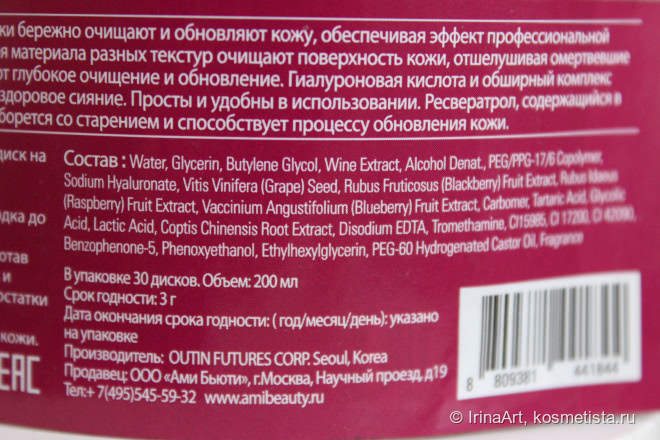 ки бережно очищают и обновляют кожу, обеспечивая эффект профессиональной
я материала разных текстур очищают поверхность кожи, отшелушивая омертвевшие
от глубокое очищение и обновление. Гиалуроновая кислота и обширный комплекс
здоровое сияние. Просты и удобны в использовании. Ресвератрол, содержащийся в
борется со старением и способствует процессу обновления кожи.
диск на
одка до
отав
и
остатки
кожи.
EAC
Состав : Water, Glycerin, Butylene Glycol, Wine Extract, Alcohol Denat., PEG/PPG-17/6 Copolymer,
Sodium Hyaluronate, Vitis Vinifera (Grape) Seed, Rubus Fruticosus (Blackberry) Fruit Extract, Rubus Idaeus
(Raspberry) Fruit Extract, Vaccinium Angustifolium (Blueberry) Fruit Extract, Carbomer, Tartaric Acid, Glycolic
Acid, Lactic Acid, Coptis Chinensis Root Extract, Disodium EDTA, Tromethamine, CI15985, CI 17200, CI 42090,
Benzophenone-5, Phenoxyethanol, Ethylhexylglycerin, PEG-60 Hydrogenated Castor Oil, Fragrance
В упаковке 30 дисков. Объем: 200 мл
Срок годности: 3 г
Дата окончания срока годности: ( год/месяц/день): указано
на упаковке
Производитель: OUTIN FUTURES CORP. Seoul, Korea
Продавец: ООО «Ами Бьюти», г.Москва, Научный проезд, д19
Тел:+ 7(495)545-59-32 www.amibeauty.ru
8 809381 441844
© IrinaArt, kosmetista.ru